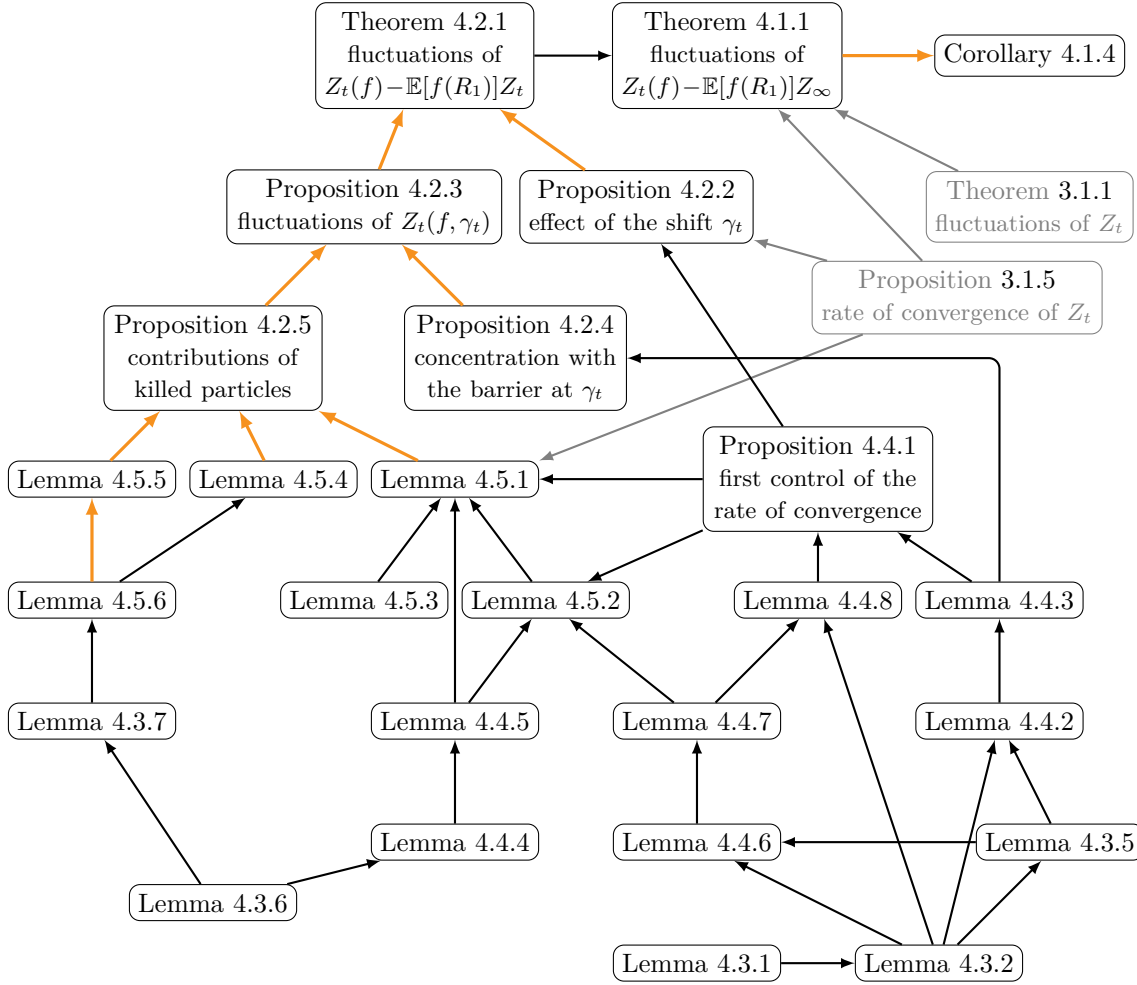 Theorem 4.2.1
fluctuations of
Z_t(f)−𝔼[f(R_1)]Z_t
Theorem 4.1.1
fluctuations of
Z_t(f)−𝔼[f(R_1)]Z_∞
Corollary 4.1.4
Proposition 4.2.3
fluctuations of Z_t(f, γ_t)
Proposition 4.2.2
effect of the shift γ_t
Theorem 3.1.1
fluctuations of Z_t
Proposition 3.1.5
rate of convergence of Z_t
Proposition 4.2.5
contributions of
killed particles
Proposition 4.2.4
concentration with
the barrier at γ_t
Proposition 4.4.1
first control of the
rate of convergence
Lemma 4.5.5
Lemma 4.5.4
Lemma 4.5.1
Lemma 4.5.6
Lemma 4.5.3
Lemma 4.5.2
Lemma 4.4.8
Lemma 4.4.3
Lemma 4.3.7
Lemma 4.4.5
Lemma 4.4.7
Lemma 4.4.2
Lemma 4.4.4
Lemma 4.4.6
Lemma 4.3.5
Lemma 4.3.6
Lemma 4.3.1
Lemma 4.3.2